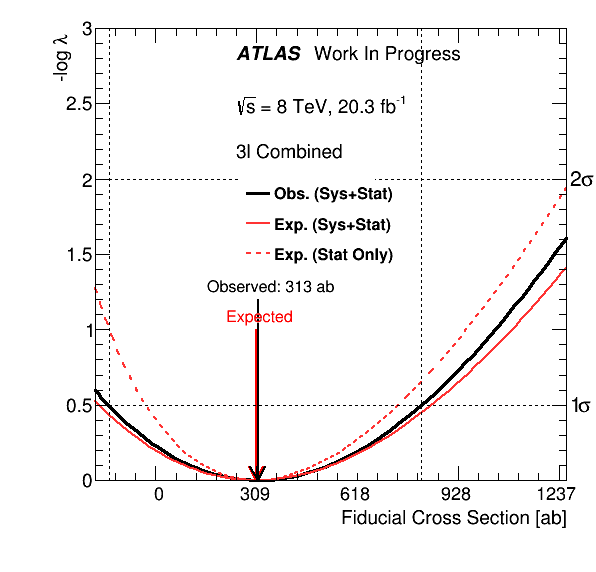 -log λ
3
2.5
2
1.5
1
0.5
0
ATLAS Work In Progress
√s = 8 TeV, 20.3 fb⁻¹
3l Combined
Obs. (Sys+Stat)
Exp. (Sys+Stat)
Exp. (Stat Only)
Observed: 313 ab
Expected
2σ
1σ
0 309 618 928 1237
Fiducial Cross Section [ab]